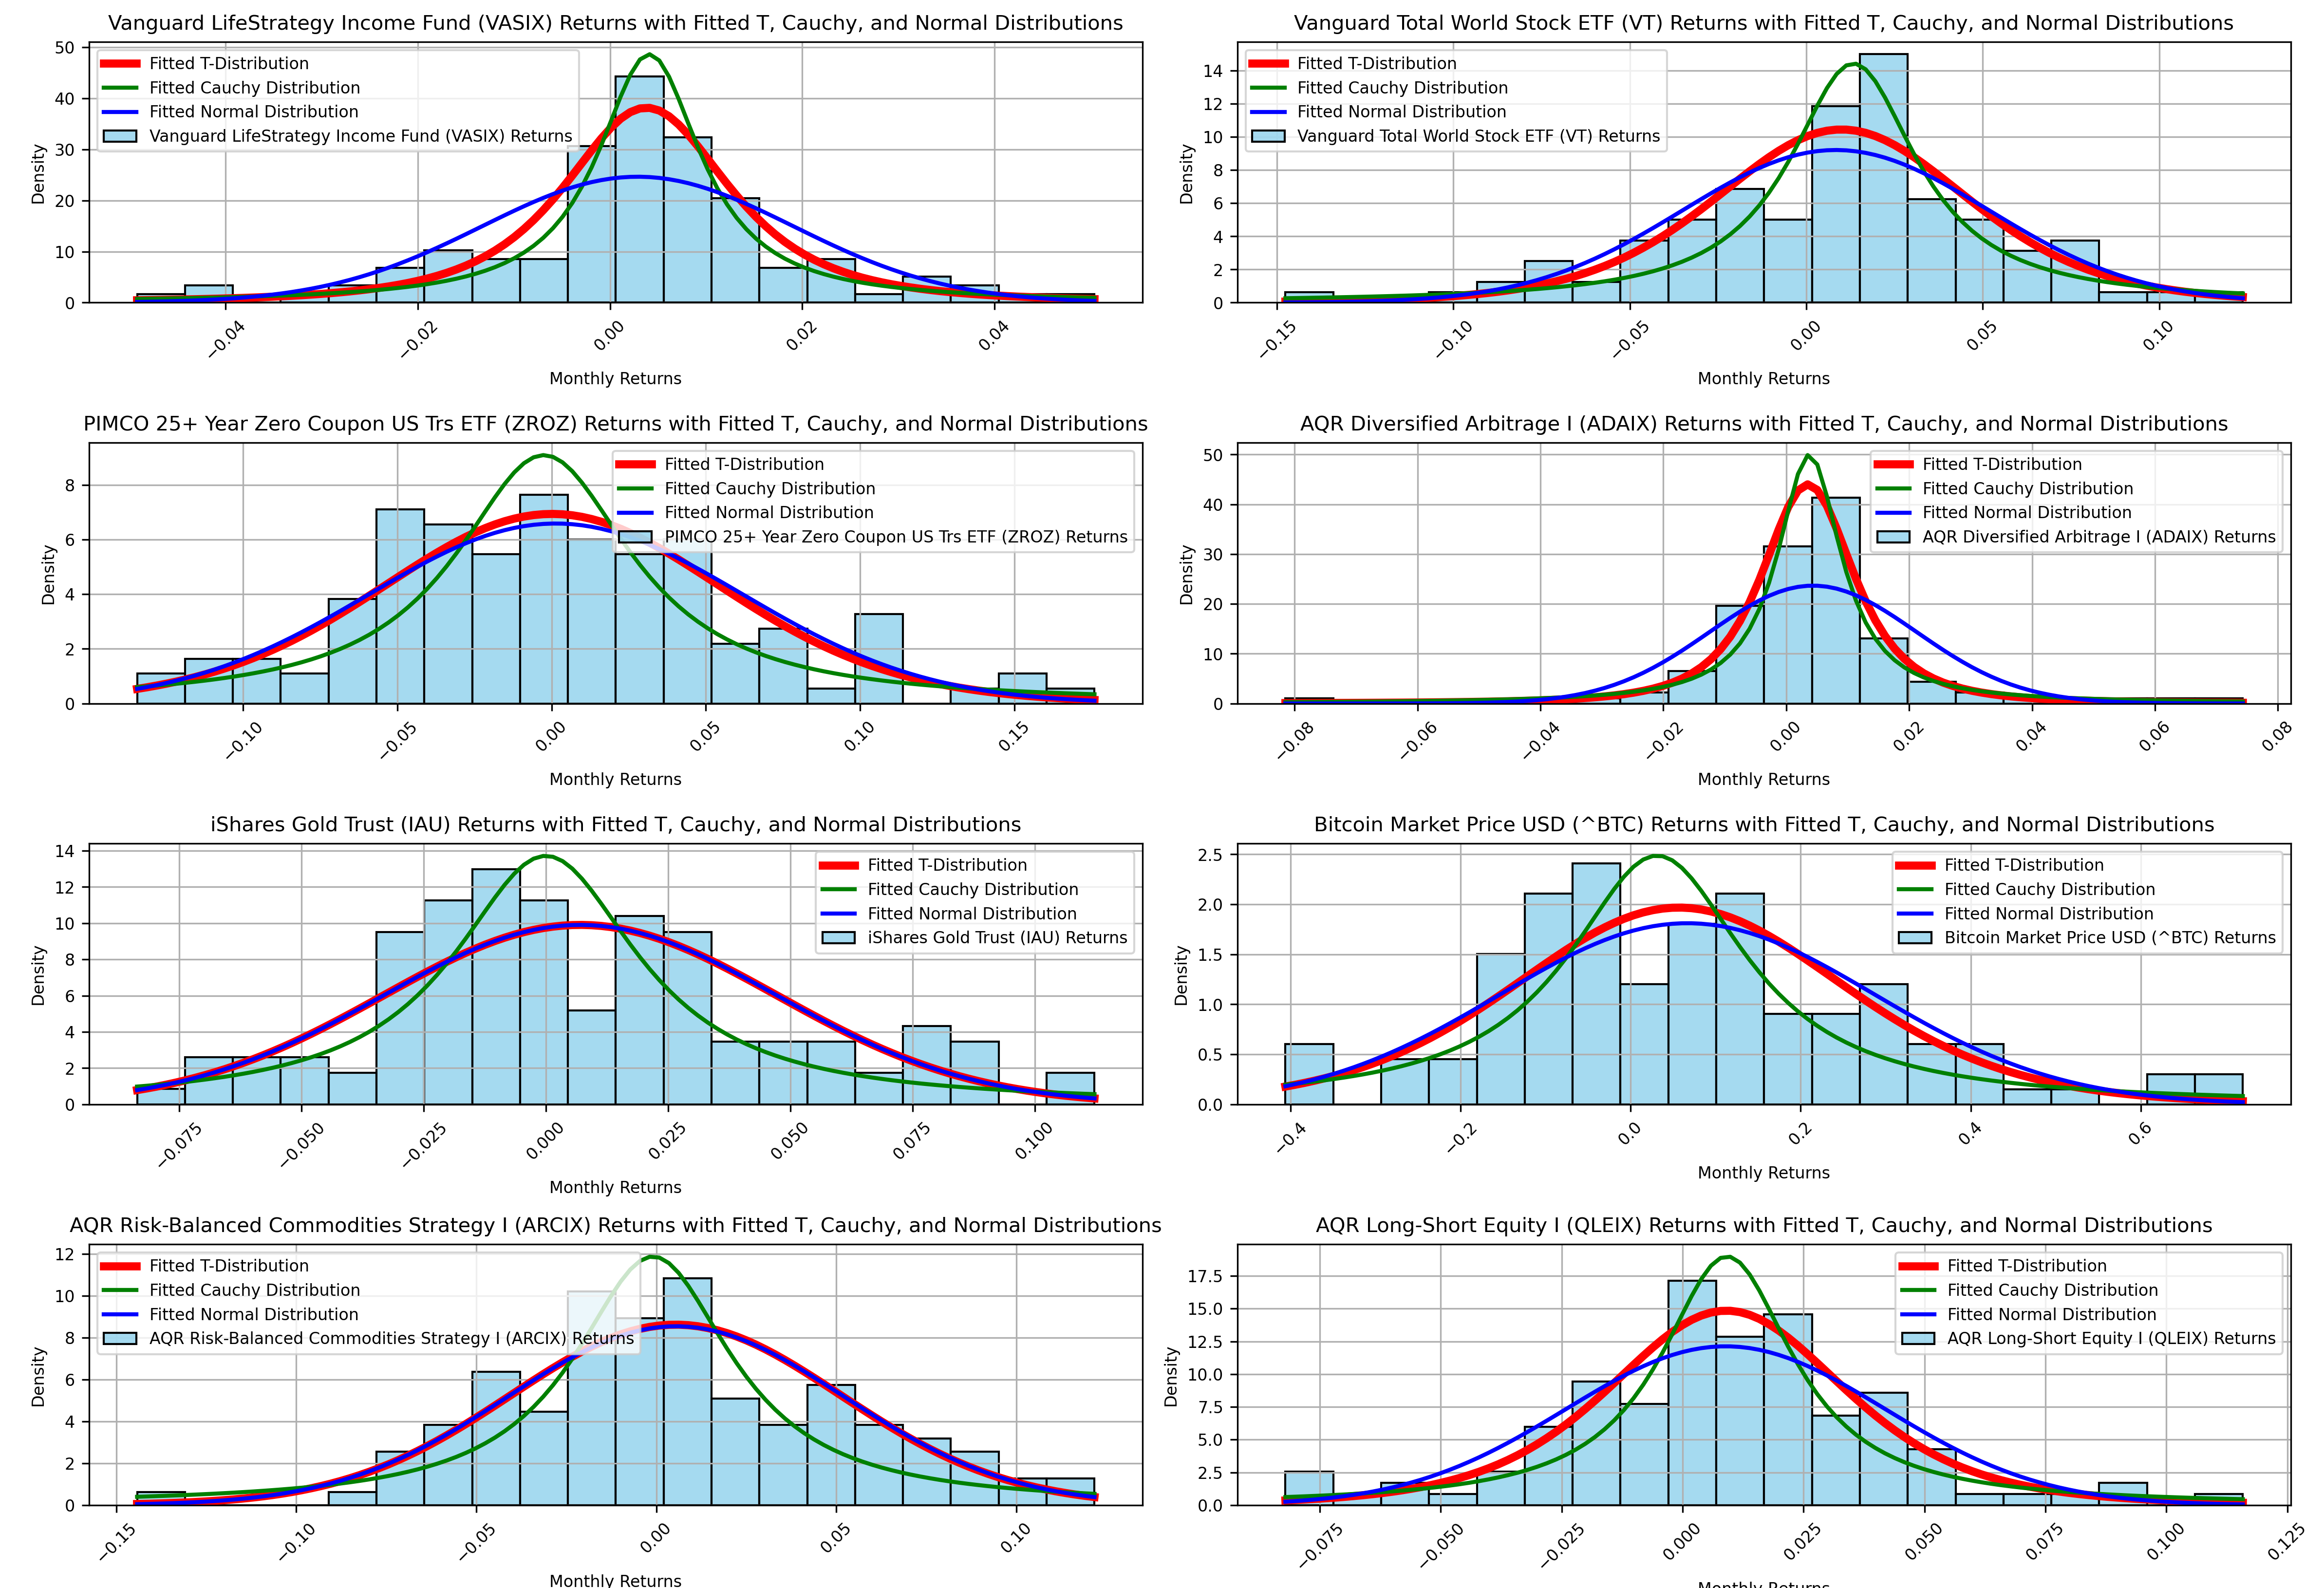 Vanguard LifeStrategy Income Fund (VASIX) Returns with Fitted T, Cauchy, and Normal Distributions
50
40
30
20
10
0
Density
Fitted T-Distribution
Fitted Cauchy Distribution
Fitted Normal Distribution
Vanguard LifeStrategy Income Fund (VASIX) Returns
−0.04
−0.02
0.00
0.02
0.04
Monthly Returns
Vanguard Total World Stock ETF (VT) Returns with Fitted T, Cauchy, and Normal Distributions
14
12
10
8
6
4
2
0
Density
Fitted T-Distribution
Fitted Cauchy Distribution
Fitted Normal Distribution
Vanguard Total World Stock ETF (VT) Returns
−0.15
−0.10
−0.05
0.00
0.05
0.10
Monthly Returns
PIMCO 25+ Year Zero Coupon US Trs ETF (ZROZ) Returns with Fitted T, Cauchy, and Normal Distributions
8
6
4
2
0
Density
Fitted T-Distribution
Fitted Cauchy Distribution
Fitted Normal Distribution
PIMCO 25+ Year Zero Coupon US Trs ETF (ZROZ) Returns
−0.10
−0.05
0.00
0.05
0.10
0.15
Monthly Returns
AQR Diversified Arbitrage I (ADAIX) Returns with Fitted T, Cauchy, and Normal Distributions
50
40
30
20
10
0
Density
Fitted T-Distribution
Fitted Cauchy Distribution
Fitted Normal Distribution
AQR Diversified Arbitrage I (ADAIX) Returns
−0.08
−0.06
−0.04
−0.02
0.00
0.02
0.04
0.06
0.08
Monthly Returns
iShares Gold Trust (IAU) Returns with Fitted T, Cauchy, and Normal Distributions
14
12
10
8
6
4
2
0
Density
Fitted T-Distribution
Fitted Cauchy Distribution
Fitted Normal Distribution
iShares Gold Trust (IAU) Returns
−0.075
−0.050
−0.025
0.000
0.025
0.050
0.075
0.100
Monthly Returns
Bitcoin Market Price USD (^BTC) Returns with Fitted T, Cauchy, and Normal Distributions
2.5
2.0
1.5
1.0
0.5
0.0
Density
Fitted T-Distribution
Fitted Cauchy Distribution
Fitted Normal Distribution
Bitcoin Market Price USD (^BTC) Returns
−0.4
−0.2
0.0
0.2
0.4
0.6
Monthly Returns
AQR Risk-Balanced Commodities Strategy I (ARCIX) Returns with Fitted T, Cauchy, and Normal Distributions
12
10
8
6
4
2
0
Density
Fitted T-Distribution
Fitted Cauchy Distribution
Fitted Normal Distribution
AQR Risk-Balanced Commodities Strategy I (ARCIX) Returns
−0.15
−0.10
−0.05
0.00
0.05
0.10
Monthly Returns
AQR Long-Short Equity I (QLEIX) Returns with Fitted T, Cauchy, and Normal Distributions
17.5
15.0
12.5
10.0
7.5
5.0
2.5
0.0
Density
Fitted T-Distribution
Fitted Cauchy Distribution
Fitted Normal Distribution
AQR Long-Short Equity I (QLEIX) Returns
−0.075
−0.050
−0.025
0.000
0.025
0.050
0.075
0.100
0.125
Monthly Returns